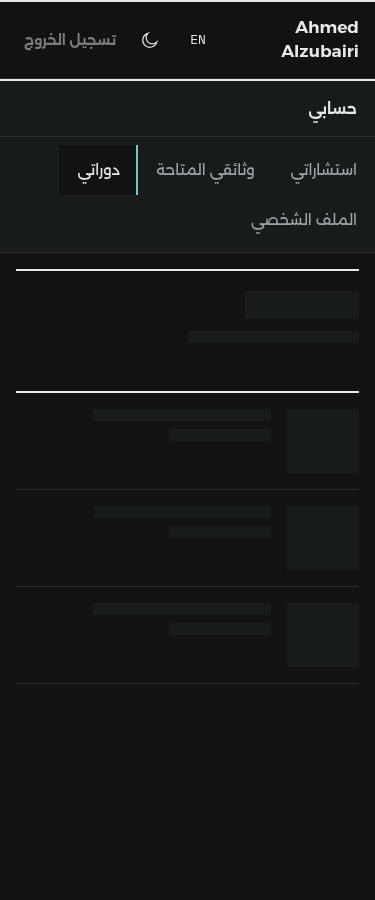 Ahmed
Alzubairi
EN
تسجيل الخروج
حسابي
استشاراتي
وثائقي المتاحة
دوراتي
الملف الشخصي